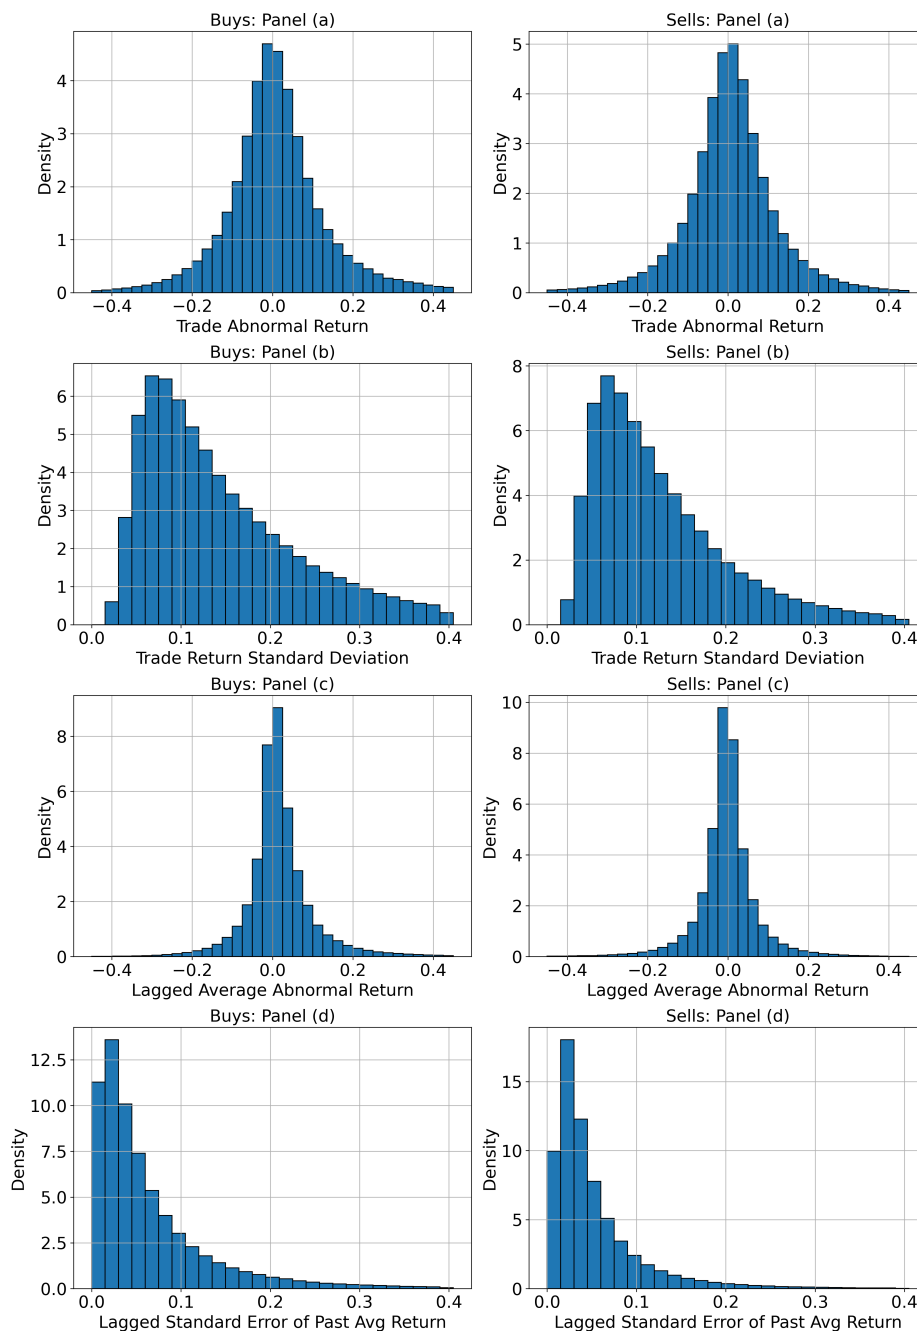 Buys: Panel (a)
Density
4
3
2
1
0
−0.4 −0.2 0.0 0.2 0.4
Trade Abnormal Return
Sells: Panel (a)
Density
5
4
3
2
1
0
−0.4 −0.2 0.0 0.2 0.4
Trade Abnormal Return
Buys: Panel (b)
Density
6
5
4
3
2
1
0
0.0 0.1 0.2 0.3 0.4
Trade Return Standard Deviation
Sells: Panel (b)
Density
8
6
4
2
0
0.0 0.1 0.2 0.3 0.4
Trade Return Standard Deviation
Buys: Panel (c)
Density
8
6
4
2
0
−0.4 −0.2 0.0 0.2 0.4
Lagged Average Abnormal Return
Sells: Panel (c)
Density
10
8
6
4
2
0
−0.4 −0.2 0.0 0.2 0.4
Lagged Average Abnormal Return
Buys: Panel (d)
Density
12.5
10.0
7.5
5.0
2.5
0.0
0.0 0.1 0.2 0.3 0.4
Lagged Standard Error of Past Avg Return
Sells: Panel (d)
Density
15
10
5
0
0.0 0.1 0.2 0.3 0.4
Lagged Standard Error of Past Avg Return